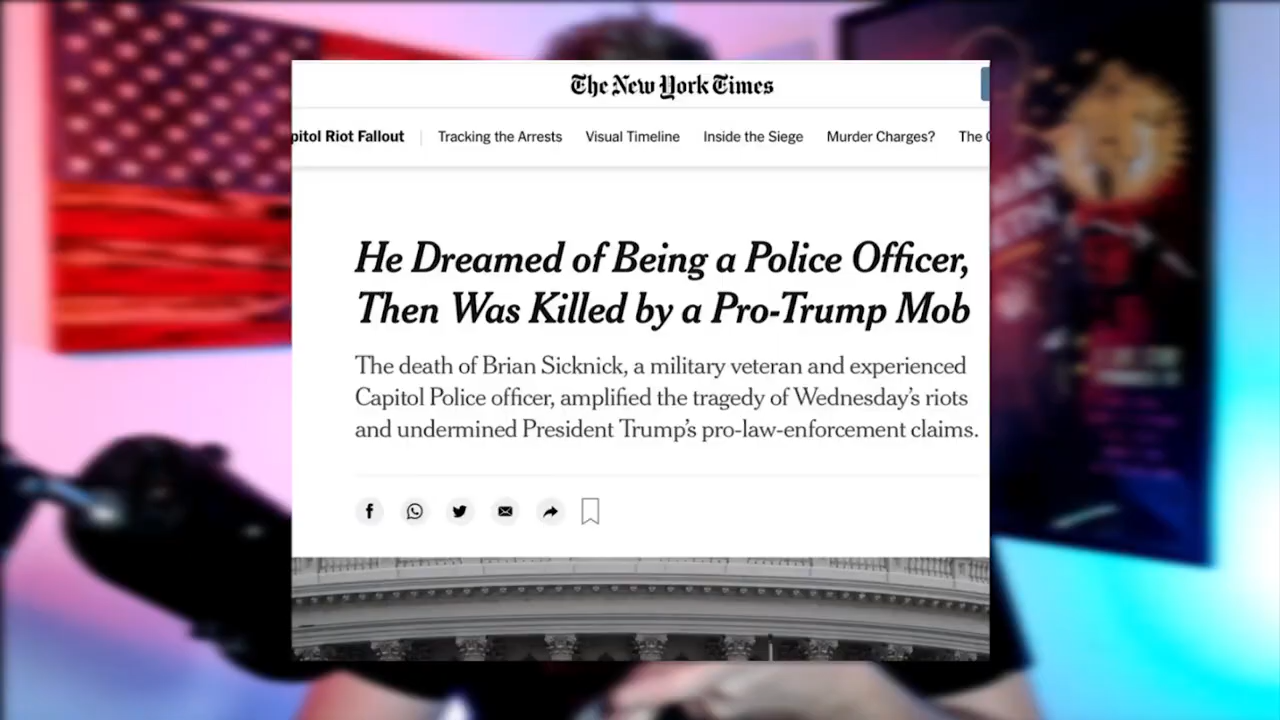 The New York Times
pitol Riot Fallout | Tracking the Arrests Visual Timeline Inside the Siege Murder Charges? The
He Dreamed of Being a Police Officer,
Then Was Killed by a Pro-Trump Mob
The death of Brian Sicknick, a military veteran and experienced
Capitol Police officer, amplified the tragedy of Wednesday's riots
and undermined President Trump's pro-law-enforcement claims.